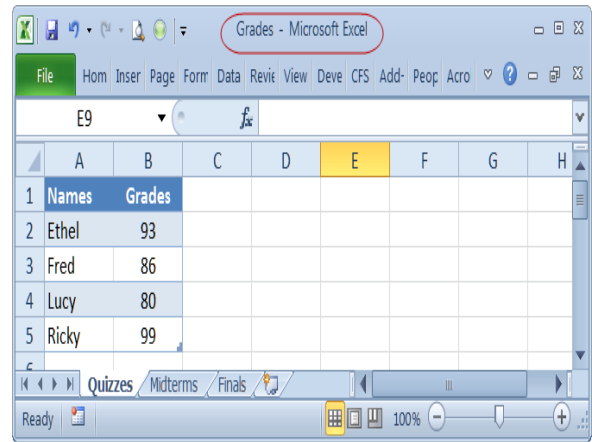 Grades - Microsoft Excel
File Hom Inser Page Form Data Revie View Deve CFS Add- Peop Acro
E9 fx
A B C D E F G H
1 Names Grades
2 Ethel 93
3 Fred 86
4 Lucy 80
5 Ricky 99
Quizzes Midterms Finals
Ready 100%